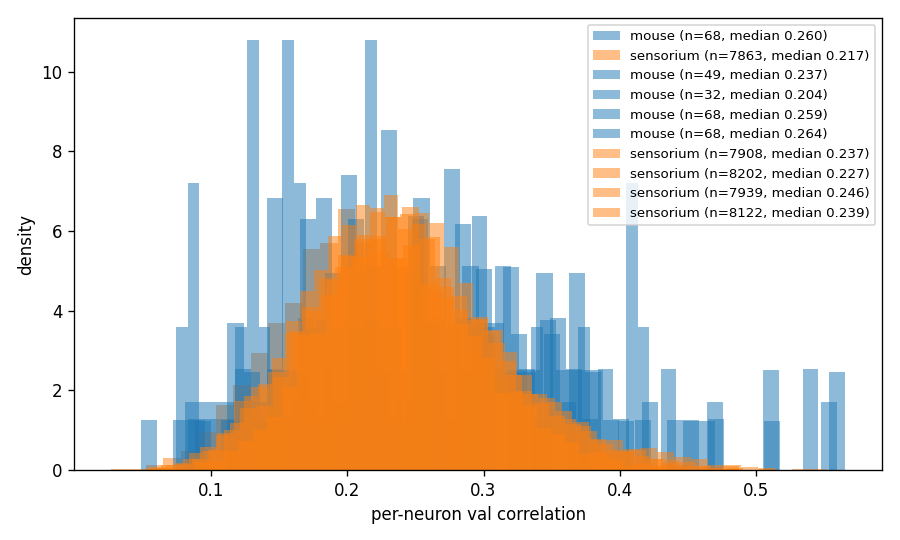 mouse (n=68, median 0.260)
sensorium (n=7863, median 0.217)
mouse (n=49, median 0.237)
mouse (n=32, median 0.204)
mouse (n=68, median 0.259)
mouse (n=68, median 0.264)
sensorium (n=7908, median 0.237)
sensorium (n=8202, median 0.227)
sensorium (n=7939, median 0.246)
sensorium (n=8122, median 0.239)
density
10
8
6
4
2
0
0.1 0.2 0.3 0.4 0.5
per-neuron val correlation